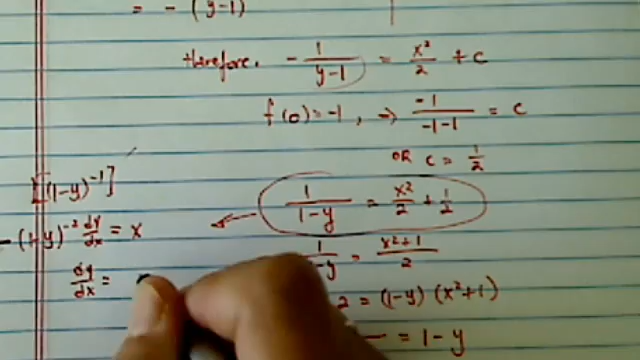 = - (y-1)
therefore. - 1/(y-1) = x²/2 + c
f(0) = -1, → -1/(-1-1) = c
OR c = 1/2
[(1-y)⁻¹]
1/(1-y) = x²/2 + 1/2
- (1-y)⁻² dy/dx = x
1/(-y) = (x²+1)/2
dy/dx =
2 = (1-y)(x²+1)
= 1-y